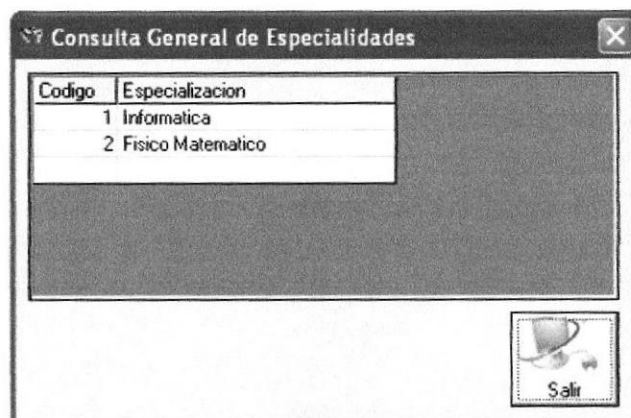 Consulta General de Especialidades
Codigo Especializacion
1 Informatica
2 Fisico Matematico
Salir